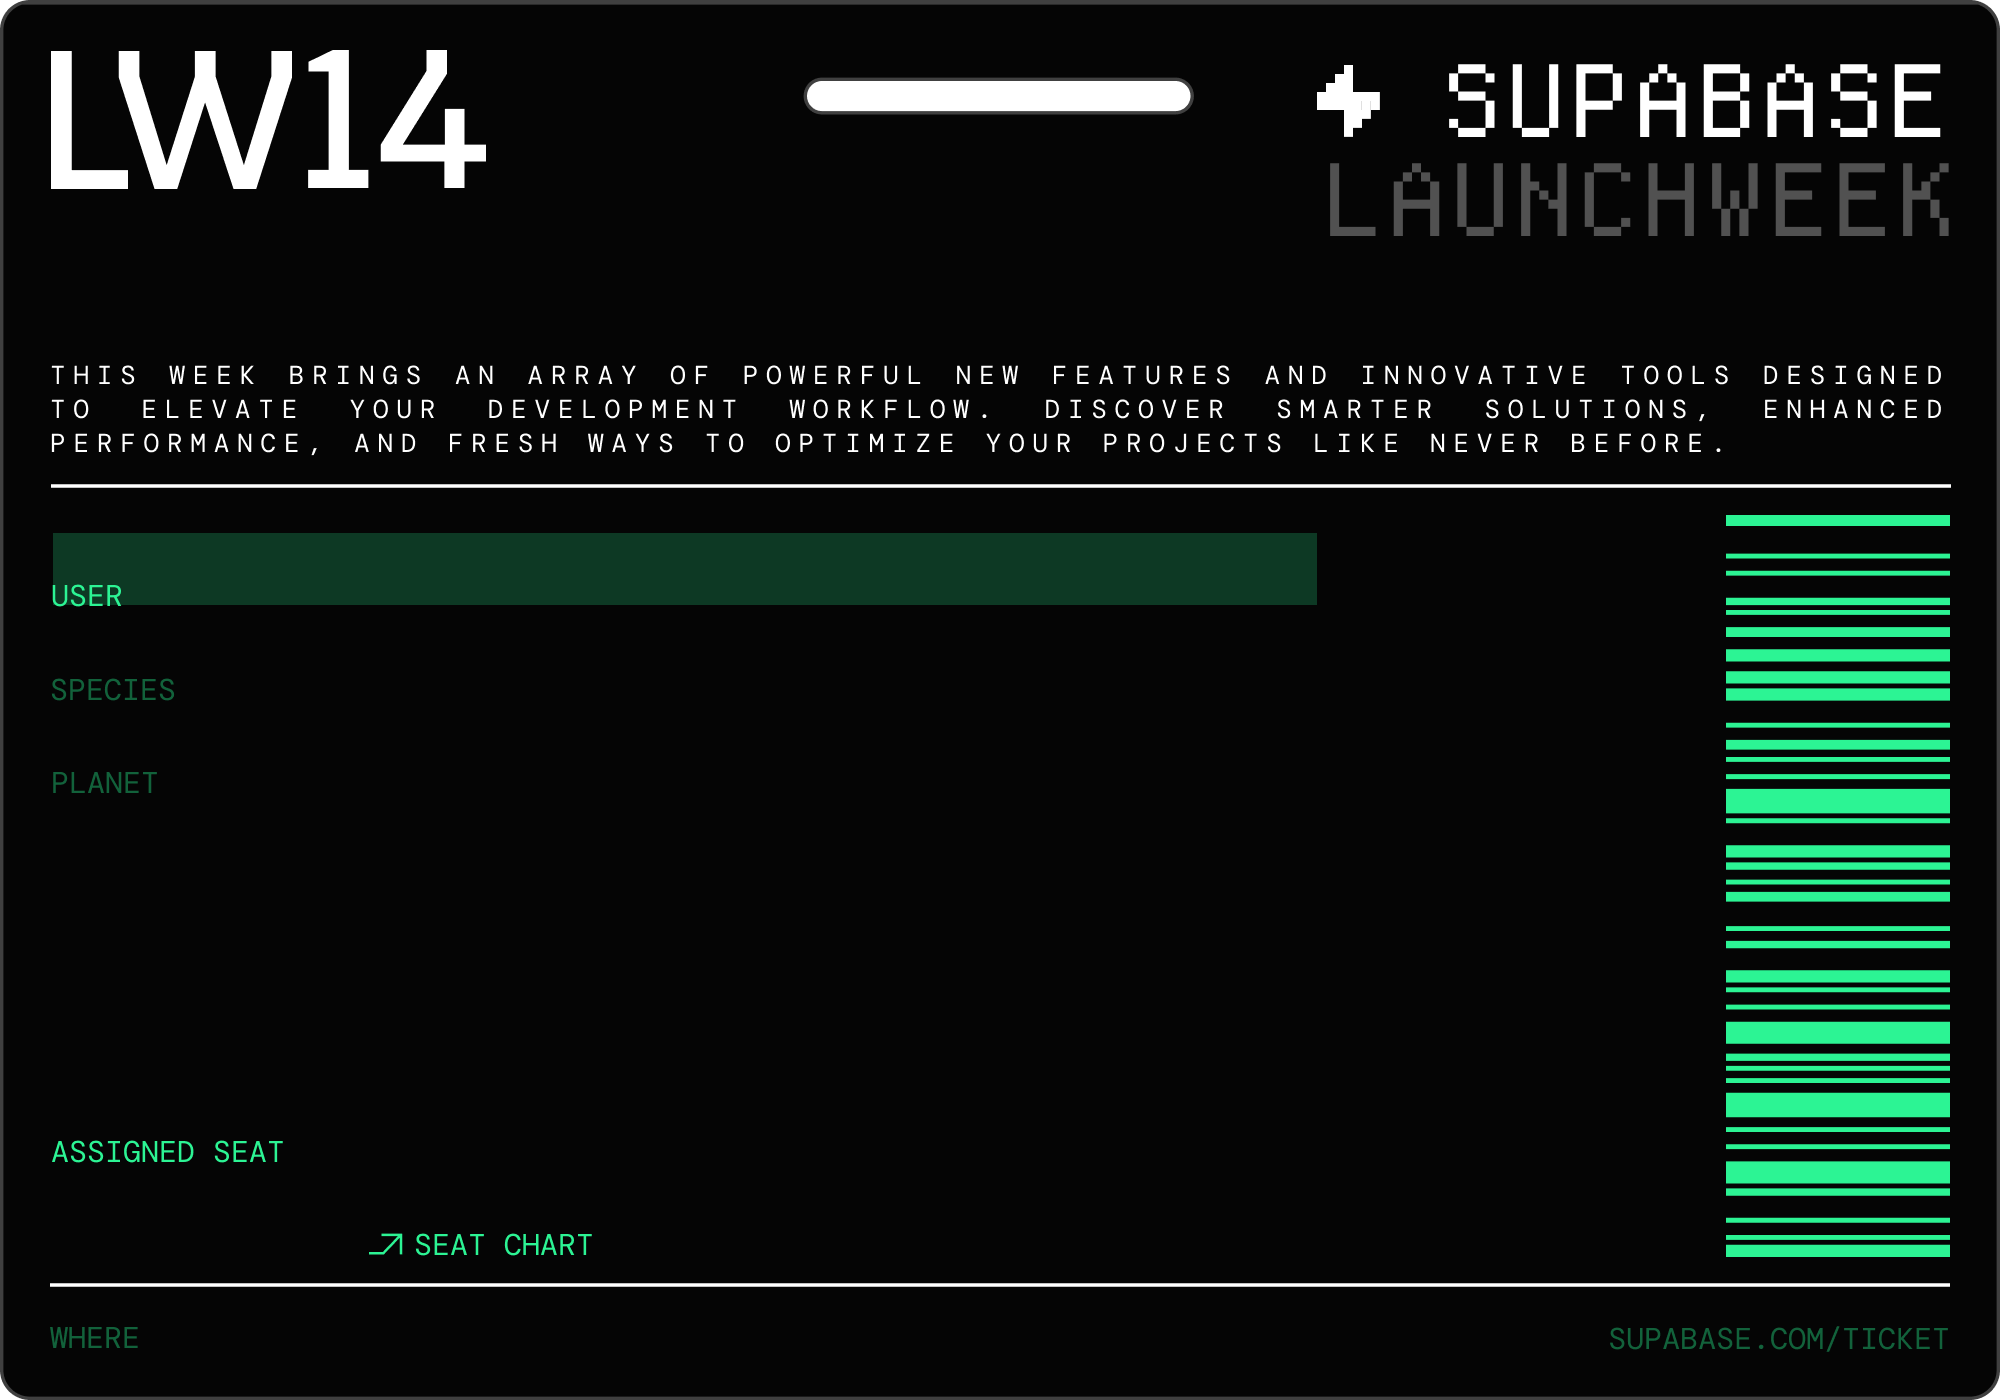 LW14
SUPABASE
LAUNCHWEEK
THIS WEEK BRINGS AN ARRAY OF POWERFUL NEW FEATURES AND INNOVATIVE TOOLS DESIGNED
TO ELEVATE YOUR DEVELOPMENT WORKFLOW. DISCOVER SMARTER SOLUTIONS, ENHANCED
PERFORMANCE, AND FRESH WAYS TO OPTIMIZE YOUR PROJECTS LIKE NEVER BEFORE.
USER
SPECIES
PLANET
ASSIGNED SEAT
SEAT CHART
WHERE
SUPABASE.COM/TICKET